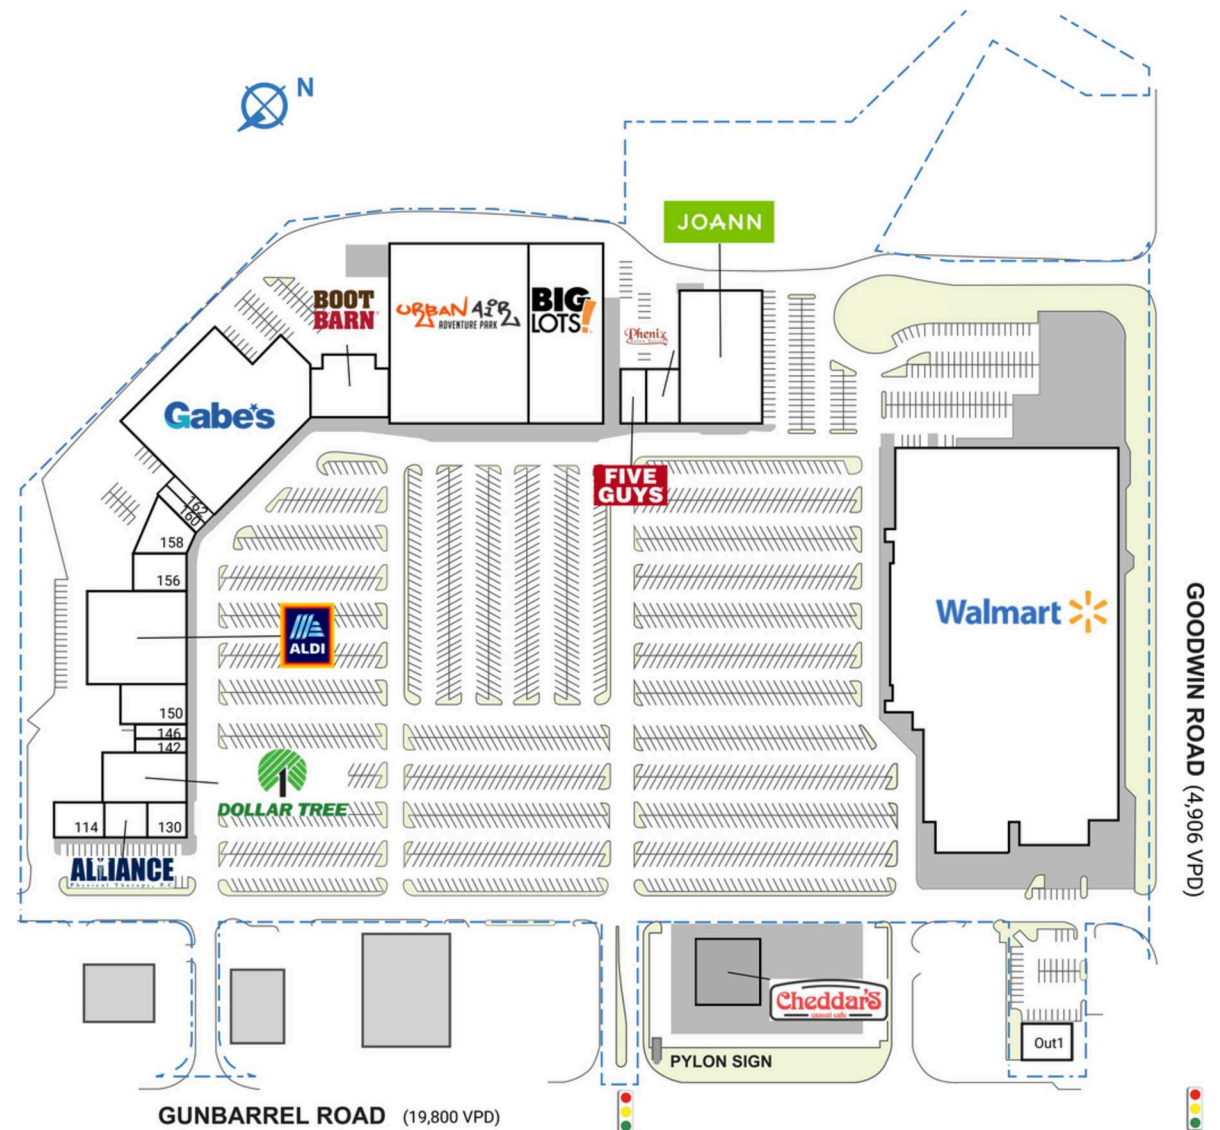 N
JOANN
BOOT
BARN
URBAN AIR
ADVENTURE PARK
BIG
LOTS!
Phenix
Gabe's
FIVE
GUYS
162
160
158
156
ALDI
Walmart
150
146
142
DOLLAR TREE
114
130
ALLIANCE
Physical Therapy, P.C.
GOODWIN ROAD (4,906 VPD)
Cheddar's
casual cafe
Out1
PYLON SIGN
GUNBARREL ROAD (19,800 VPD)